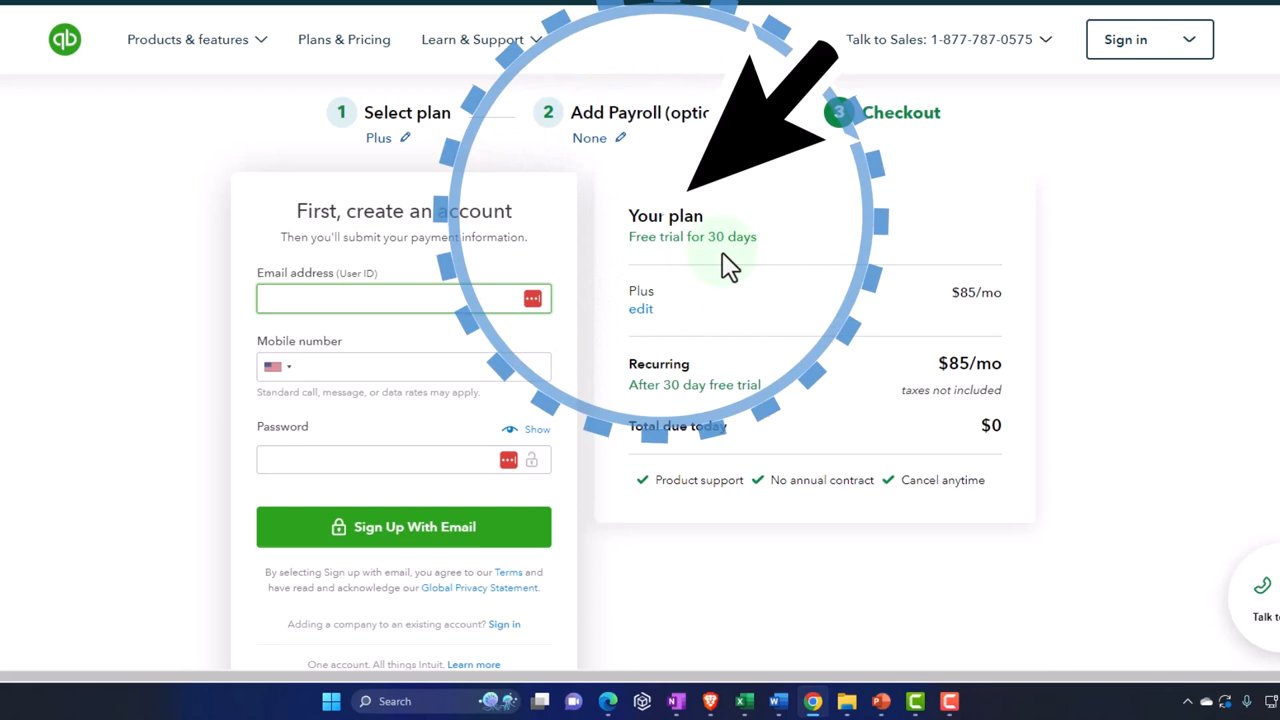 qb
Products & features
Plans & Pricing
Learn & Support
Talk to Sales: 1-877-787-0575
Sign in
1 Select plan
Plus
2 Add Payroll (optio
None
3 Checkout
First, create an account
Then you'll submit your payment information.
Email address (User ID)
Mobile number
Standard call, message, or data rates may apply.
Password
Show
Sign Up With Email
By selecting Sign up with email, you agree to our Terms and
have read and acknowledge our Global Privacy Statement.
Adding a company to an existing account? Sign in
One account. All things Intuit. Learn more
Your plan
Free trial for 30 days
Plus $85/mo
edit
Recurring $85/mo
After 30 day free trial taxes not included
Total due today $0
Product support No annual contract Cancel anytime
Talk to
Search